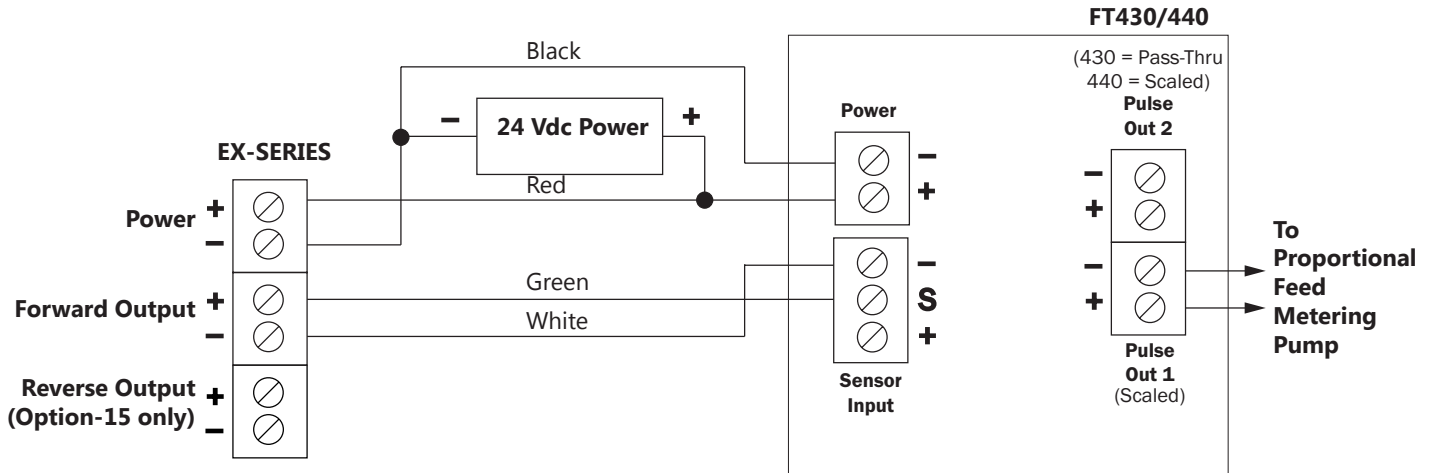 FT430/440
(430 = Pass-Thru
440 = Scaled)
Pulse
Out 2
−
+
Black
− 24 Vdc Power +
Red
Power
−
+
EX-SERIES
Power +
−
Forward Output +
−
Reverse Output +
(Option-15 only) −
Green
White
−
S
+
Sensor
Input
−
+
Pulse
Out 1
(Scaled)
To
Proportional
Feed
Metering
Pump